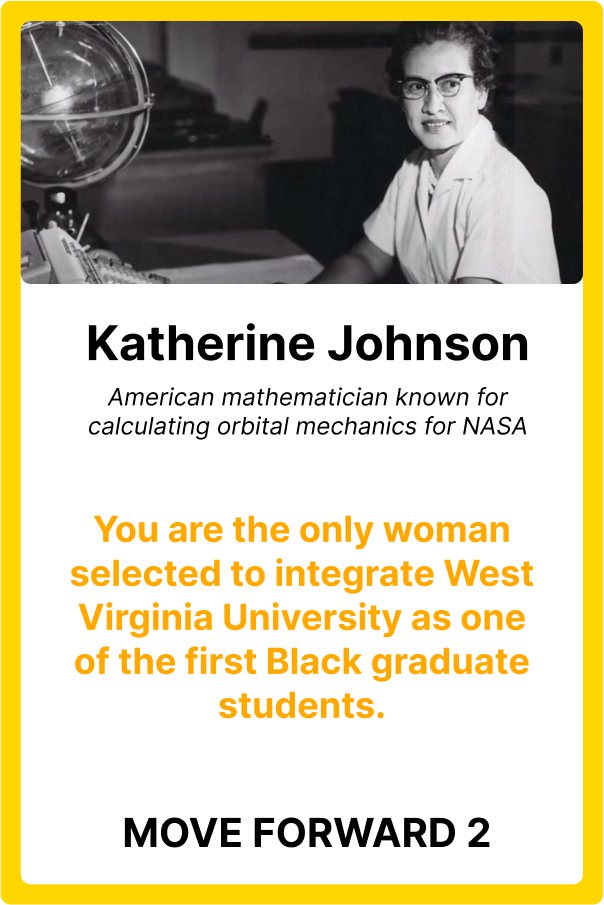 Katherine Johnson
American mathematician known for
calculating orbital mechanics for NASA
You are the only woman
selected to integrate West
Virginia University as one
of the first Black graduate
students.
MOVE FORWARD 2